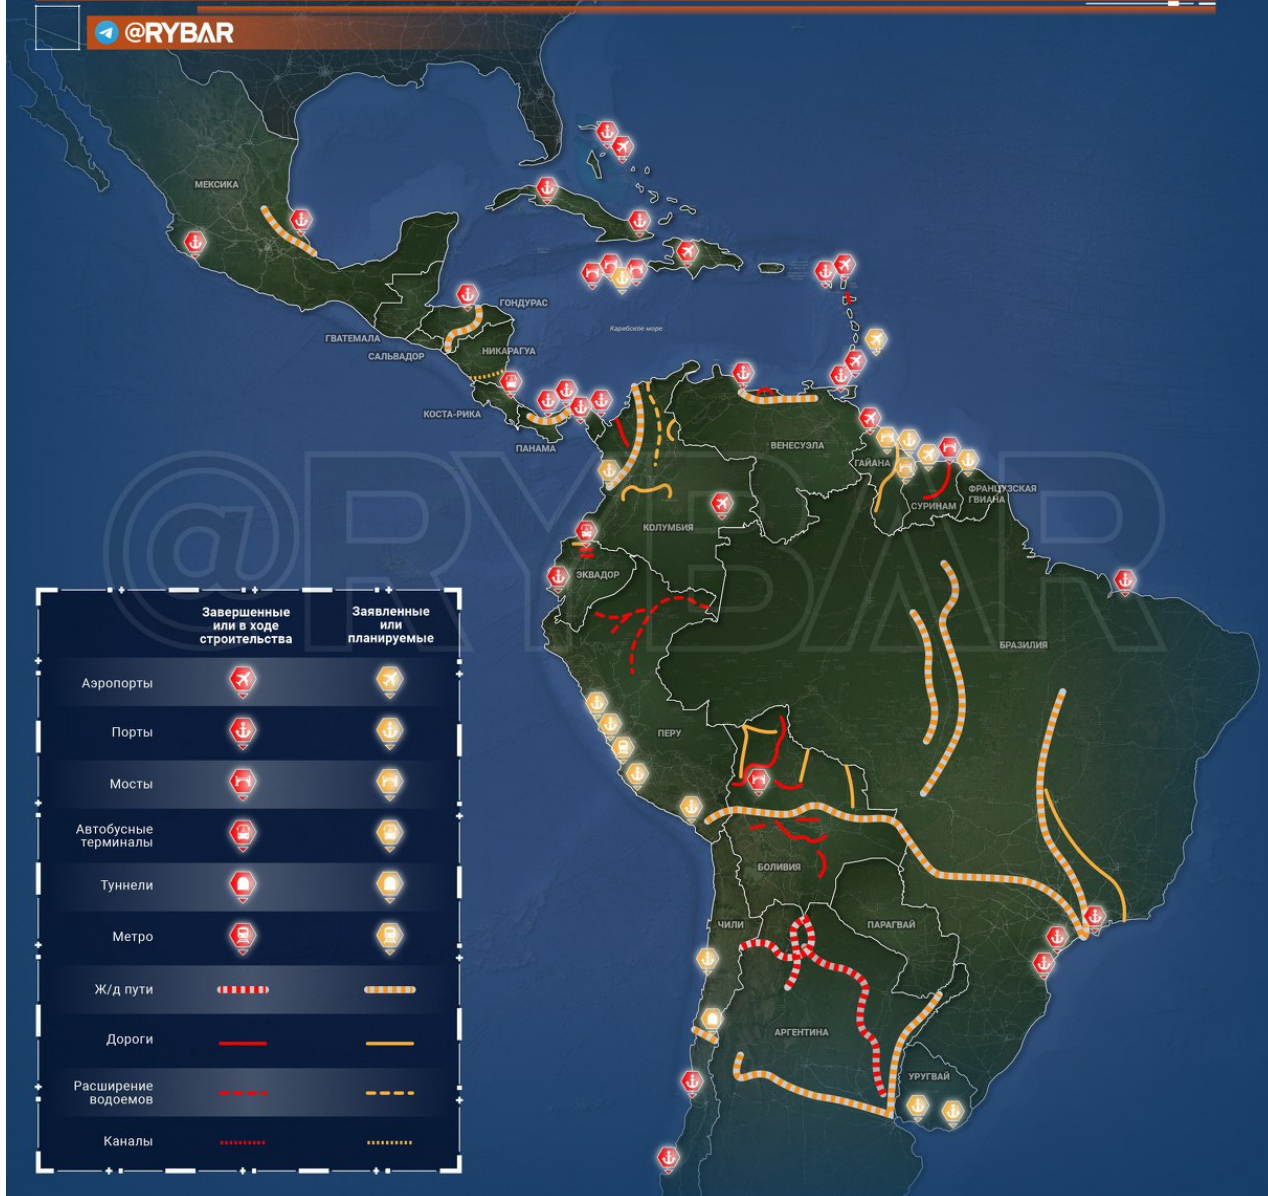 @RYBAR
МЕКСИКА
ГОНДУРАС
Карибское море
ГВАТЕМАЛА
НИКАРАГУА
САЛЬВАДОР
КОСТА-РИКА
ПАНАМА
ВЕНЕСУЭЛА
ГАЙАНА
ФРАНЦУЗСКАЯ
ГВИАНА
СУРИНАМ
КОЛУМБИЯ
@RYBAR
ЭКВАДОР
БРАЗИЛИЯ
ПЕРУ
БОЛИВИЯ
ЧИЛИ
ПАРАГВАЙ
АРГЕНТИНА
УРУГВАЙ
Завершенные
или в ходе
строительства
Заявленные
или
планируемые
Аэропорты
Порты
Мосты
Автобусные
терминалы
Туннели
Метро
Ж/д пути
Дороги
Расширение
водоемов
Каналы